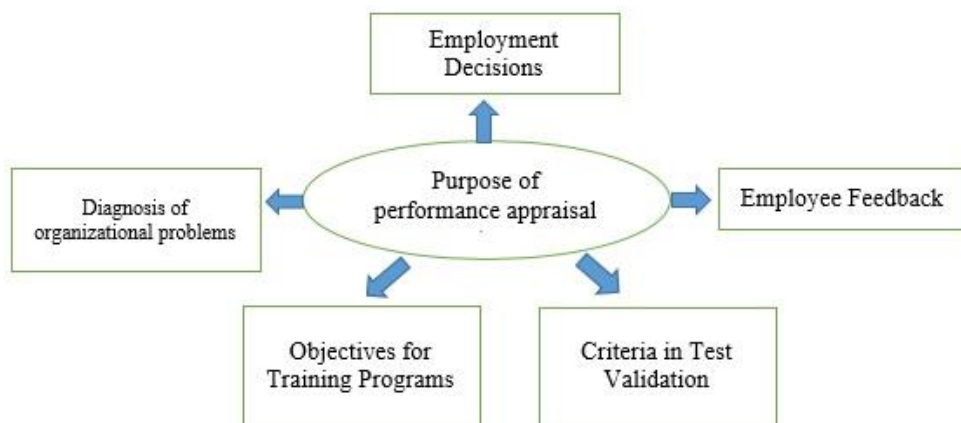 Employment
Decisions
Purpose of
performance appraisal
Diagnosis of
organizational problems
Employee Feedback
Objectives for
Training Programs
Criteria in Test
Validation